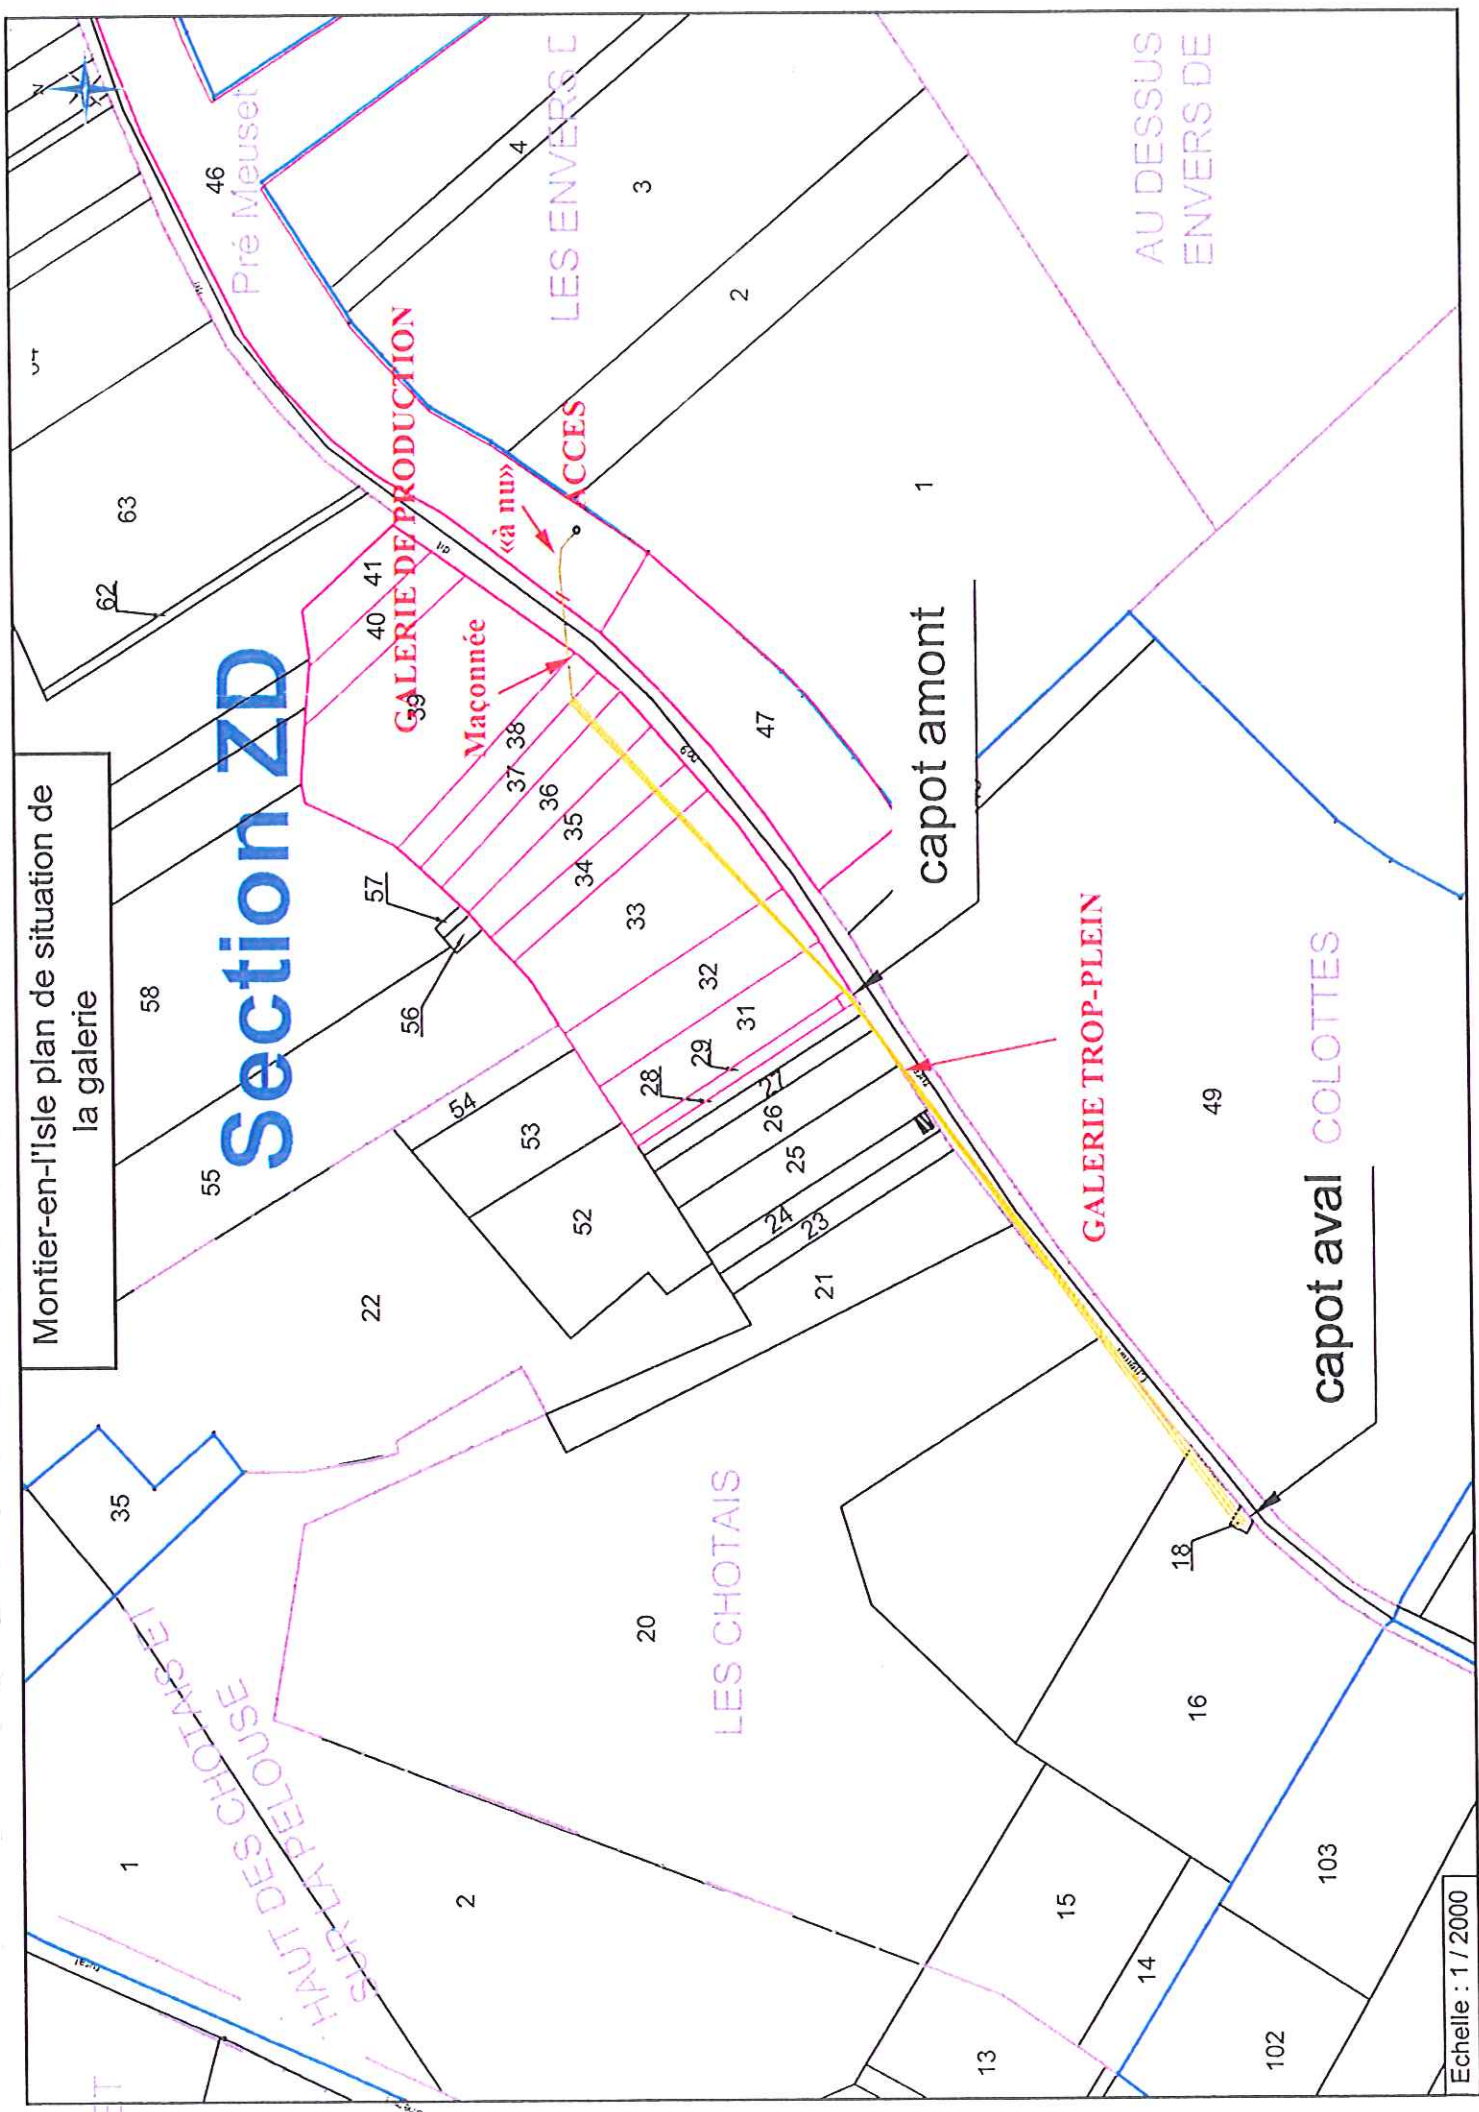 Montier-en-l'Isle plan de situation de
la galerie
Section ZD
N
46
Pré Meuset
4
LES ENVERS D
3
2
1
AU DESSUS
ENVERS DE
63
62
41
40
39
GALERIE DE PRODUCTION
«à nu»
ACCES
Maçonnée
38
37
36
35
34
33
32
31
29
28
27
26
25
24
23
21
47
capot amont
58
57
56
55
54
53
52
22
GALERIE TROP-PLEIN
49
COLOTTES
capot aval
35
20
LES CHOTAIS
18
16
1
HAUT DES CHOTAIS ET
SUR LA PELOUSE
2
rural
15
14
13
103
102
Echelle : 1 / 2000